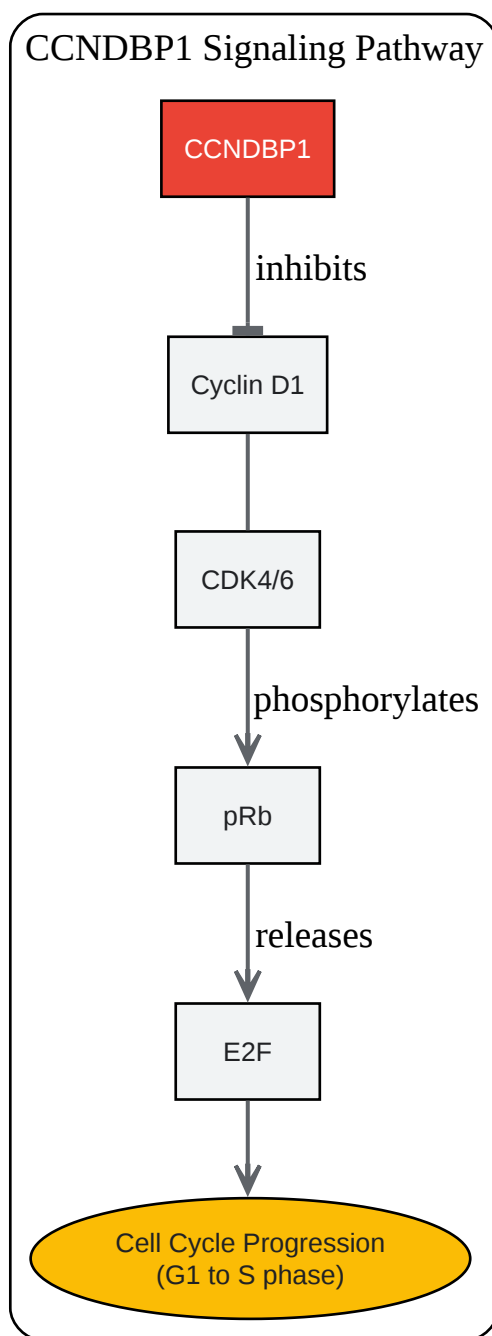 CCNDBP1 Signaling Pathway
CCNDBP1
inhibits
Cyclin D1
CDK4/6
phosphorylates
pRb
releases
E2F
Cell Cycle Progression
(G1 to S phase)